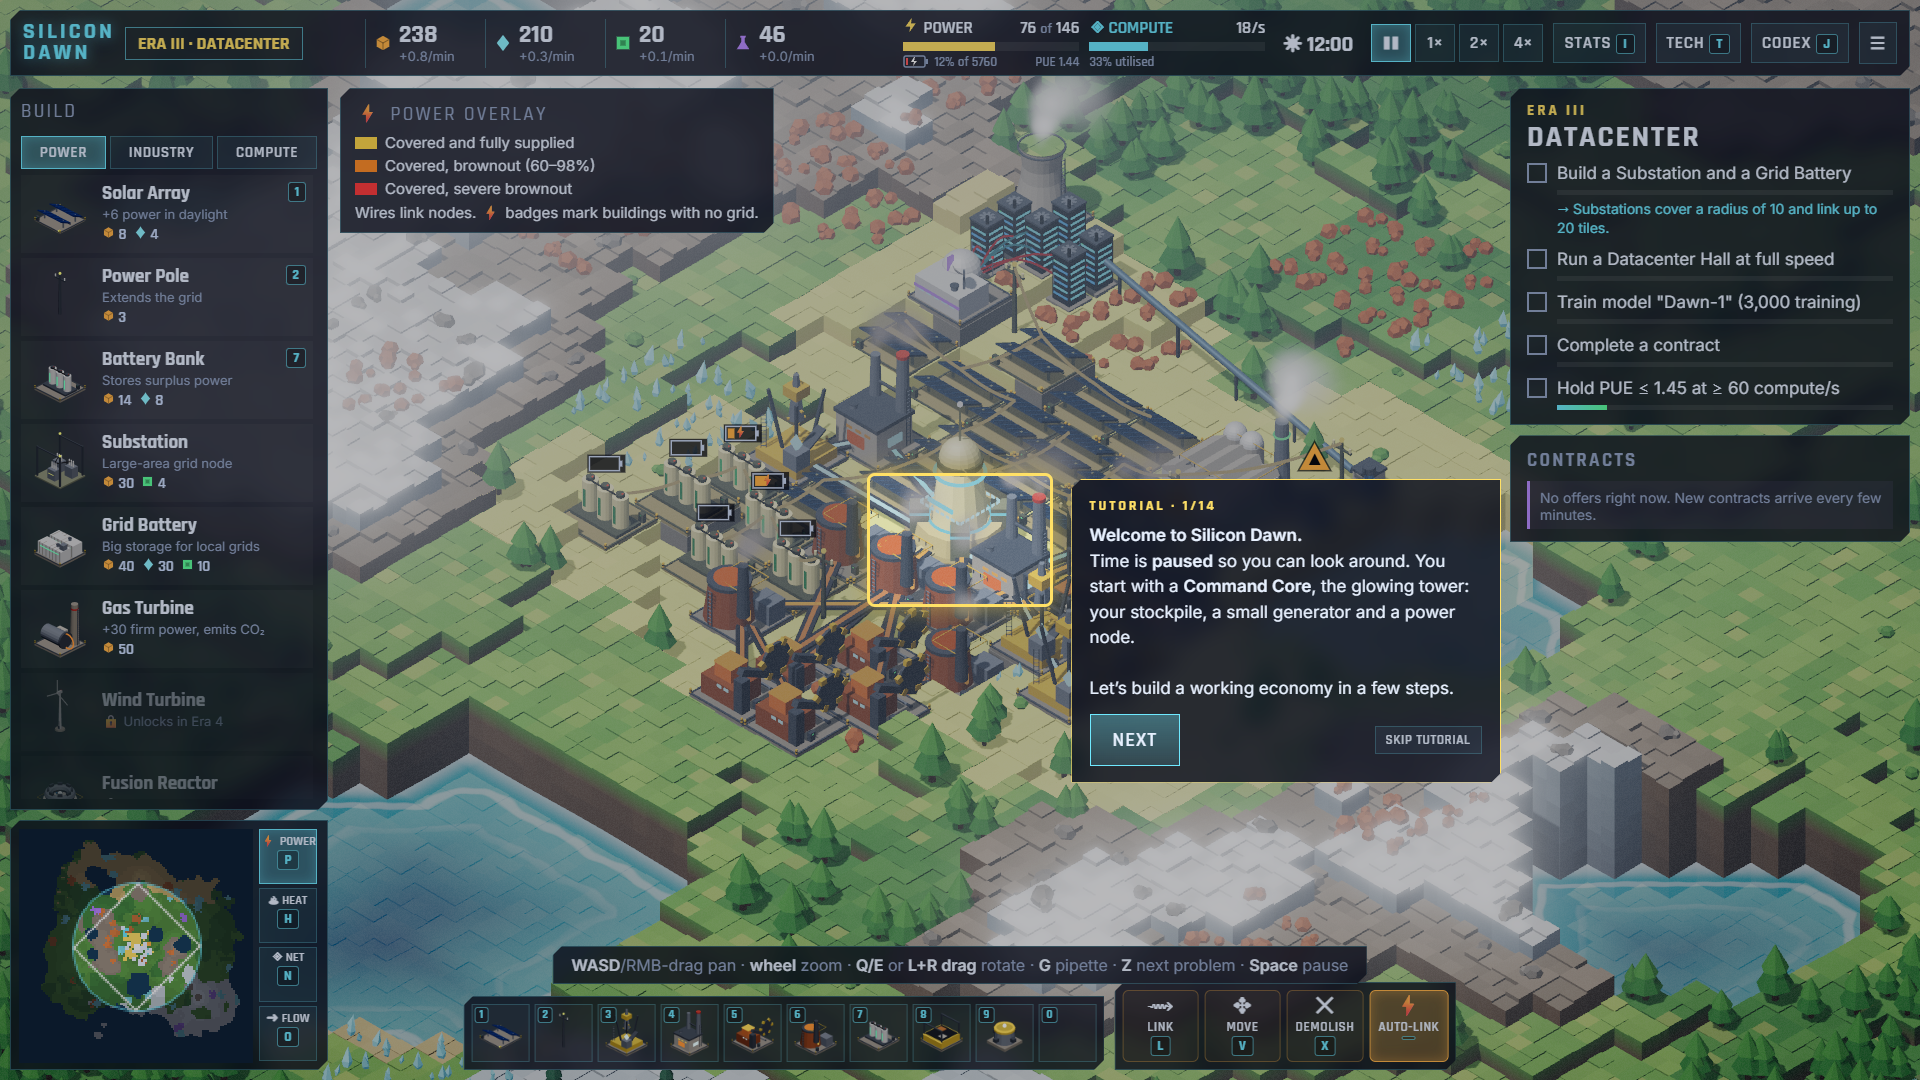 SILICON
DAWN
ERA III · DATACENTER
238
+0.8/min
210
+0.3/min
20
+0.1/min
46
+0.0/min
POWER 76 of 146
12% of 5760 PUE 1.44
COMPUTE 18/s
33% utilised
12:00
1×
2×
4×
STATS I
TECH T
CODEX J
BUILD
POWER
INDUSTRY
COMPUTE
Solar Array 1
+6 power in daylight
8 4
Power Pole 2
Extends the grid
3
Battery Bank 7
Stores surplus power
14 8
Substation
Large-area grid node
30 4
Grid Battery
Big storage for local grids
40 30 10
Gas Turbine
+30 firm power, emits CO₂
50
Wind Turbine
Unlocks in Era 4
Fusion Reactor
POWER OVERLAY
Covered and fully supplied
Covered, brownout (60–98%)
Covered, severe brownout
Wires link nodes. badges mark buildings with no grid.
ERA III
DATACENTER
Build a Substation and a Grid Battery
→ Substations cover a radius of 10 and link up to
20 tiles.
Run a Datacenter Hall at full speed
Train model "Dawn-1" (3,000 training)
Complete a contract
Hold PUE ≤ 1.45 at ≥ 60 compute/s
CONTRACTS
No offers right now. New contracts arrive every few
minutes.
TUTORIAL · 1/14
Welcome to Silicon Dawn.
Time is paused so you can look around. You
start with a Command Core, the glowing tower:
your stockpile, a small generator and a power
node.
Let's build a working economy in a few steps.
NEXT
SKIP TUTORIAL
POWER
P
HEAT
H
NET
N
FLOW
O
WASD/RMB-drag pan · wheel zoom · Q/E or L+R drag rotate · G pipette · Z next problem · Space pause
1 2 3 4 5 6 7 8 9 0
LINK
L
MOVE
V
DEMOLISH
X
AUTO-LINK